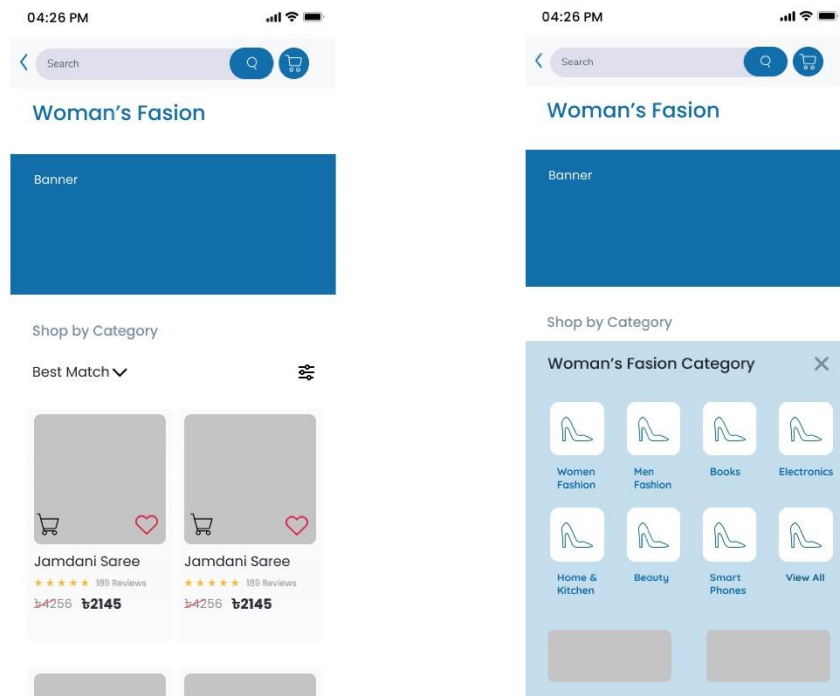 04:26 PM
Search
Woman's Fasion
Banner
Shop by Category
Best Match
Jamdani Saree
189 Reviews
৳4256 ৳2145
Jamdani Saree
189 Reviews
৳4256 ৳2145
04:26 PM
Search
Woman's Fasion
Banner
Shop by Category
Woman's Fasion Category
Women
Fashion
Men
Fashion
Books
Electronics
Home &
Kitchen
Beauty
Smart
Phones
View All